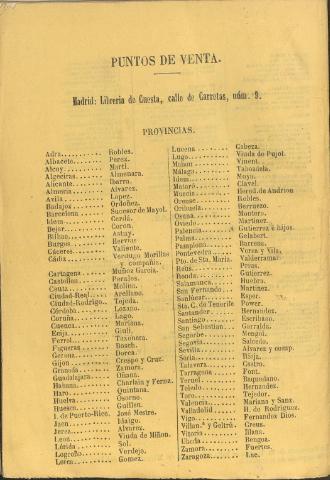 PUNTOS DE VENTA.
Madrid: Librería de Cuesta, calle de Carretas, núm. 9.
PROVINCIAS.
Adra.......... Robles.
Albacete....... Perez.
Alcoy......... Martí.
Algeciras...... Almenara.
Alicante....... Ibarra.
Almería....... Alvarez.
Avila......... Lopez.
Badajoz....... Ordoñez.
Barcelona...... Sucesor de Mayol.
Idem......... Cerdá.
Bejar......... Coron.
Bilbao........ Astuy.
Burgos....... Hervias.
Cáceres....... Valiente.
Cádiz......... Verdugo Morillas
y compañía.
Cartagena...... Muñoz García.
Castellon...... Perales.
Ceuta......... Molina.
Ciudad-Real.... Arellano.
Ciudad-Rodrigo.. Tejeda.
Córdoba....... Lozano.
Coruña........ Lago.
Cuenca........ Mariana.
Ecija......... Giuli.
Ferrol........ Taxonera.
Figueras....... Bosch.
Gerona........ Dorca.
Gijon......... Crespo y Cruz.
Granada....... Zamora.
Guadalajara.... Oñana.
Habana....... Charlain y Fernz.
Haro......... Quintana.
Huelva........ Osorno.
Huesca........ Guillen.
I. de Puerto-Rico. José Mestre.
Jaen......... Idalgo.
Jerez......... Alvarez.
Leon......... Viuda de Miñon.
Lérida........ Sol.
Logroño....... Verdejo.
Lorca......... Gomez.
Lucena........ Cabeza.
Lugo......... Viuda de Pujol.
Mahon........ Vinent.
Málaga........ Taboadela.
Idem......... Moya.
Mataró........ Clavel.
Murcia........ Hered. de Andrion
Orense........ Robles.
Orihuela....... Berruezo.
Osuna........ Montero.
Oviedo........ Martinez.
Palencia....... Gutierrez é hijos.
Palma......... Gelabert.
Pamplona...... Barrena.
Pontevedra..... Verea y Vila.
Pto. de Sta. María. Valderrama.
Reus......... Prius.
Ronda........ Gutierrez.
Salamanca..... Huebra.
San Fernando... Martinez.
Sanlúcar....... Esper.
Sta. C. de Tenerife Power.
Santander...... Hernandez.
Santiago....... Escribano.
San Sebastian... Garralda.
Segorbe....... Mengol.
Segovia....... Salcedo.
Sevilla........ Alvarez y comp.
Soria......... Rioja.
Talavera....... Castro.
Tarragona...... Font.
Teruel........ Baquedano.
Toledo........ Hernandez.
Toro......... Tejedor.
Valencia....... Mariana y Sanz.
Valladolid...... H. de Rodriguez.
Vigo......... Fernandez Dios.
Villan.ª y Geltrú. Creus.
Vitoria........ Illana.
Ubeda........ Bengoa.
Zamora....... Fuertes.
Zaragoza...... Lac.